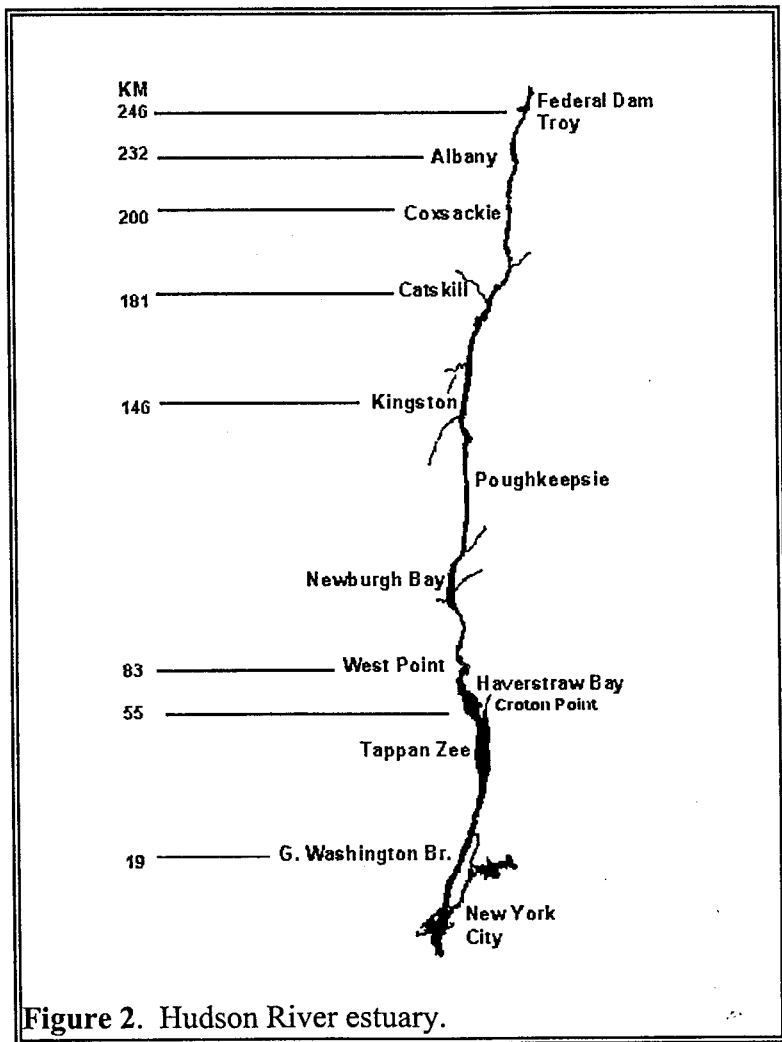 KM
246
Federal Dam
Troy
232
Albany
200
Coxsackie
181
Catskill
146
Kingston
Poughkeepsie
Newburgh Bay
83
West Point
Haverstraw Bay
Croton Point
55
Tappan Zee
19
G. Washington Br.
New York
City
Figure 2. Hudson River estuary.